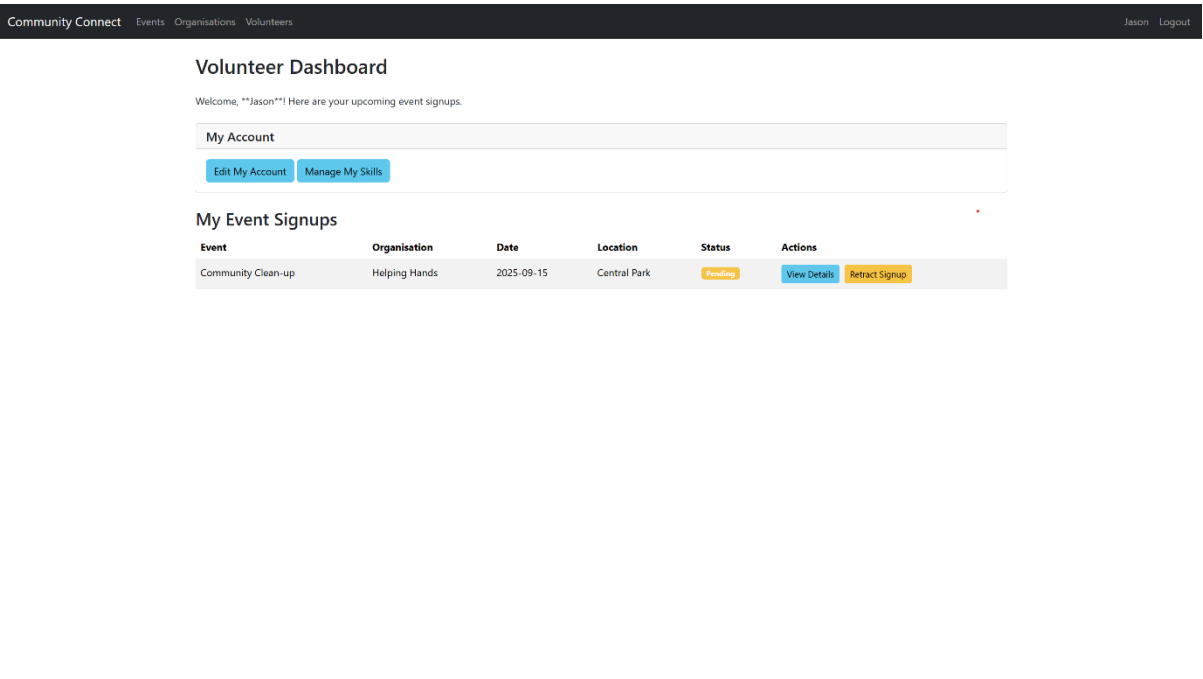 Community Connect Events Organisations Volunteers Jason Logout
Volunteer Dashboard
Welcome, **Jason**! Here are your upcoming event signups.
My Account
Edit My Account Manage My Skills
My Event Signups
Event Organisation Date Location Status Actions
Community Clean-up Helping Hands 2025-09-15 Central Park Pending View Details Retract Signup